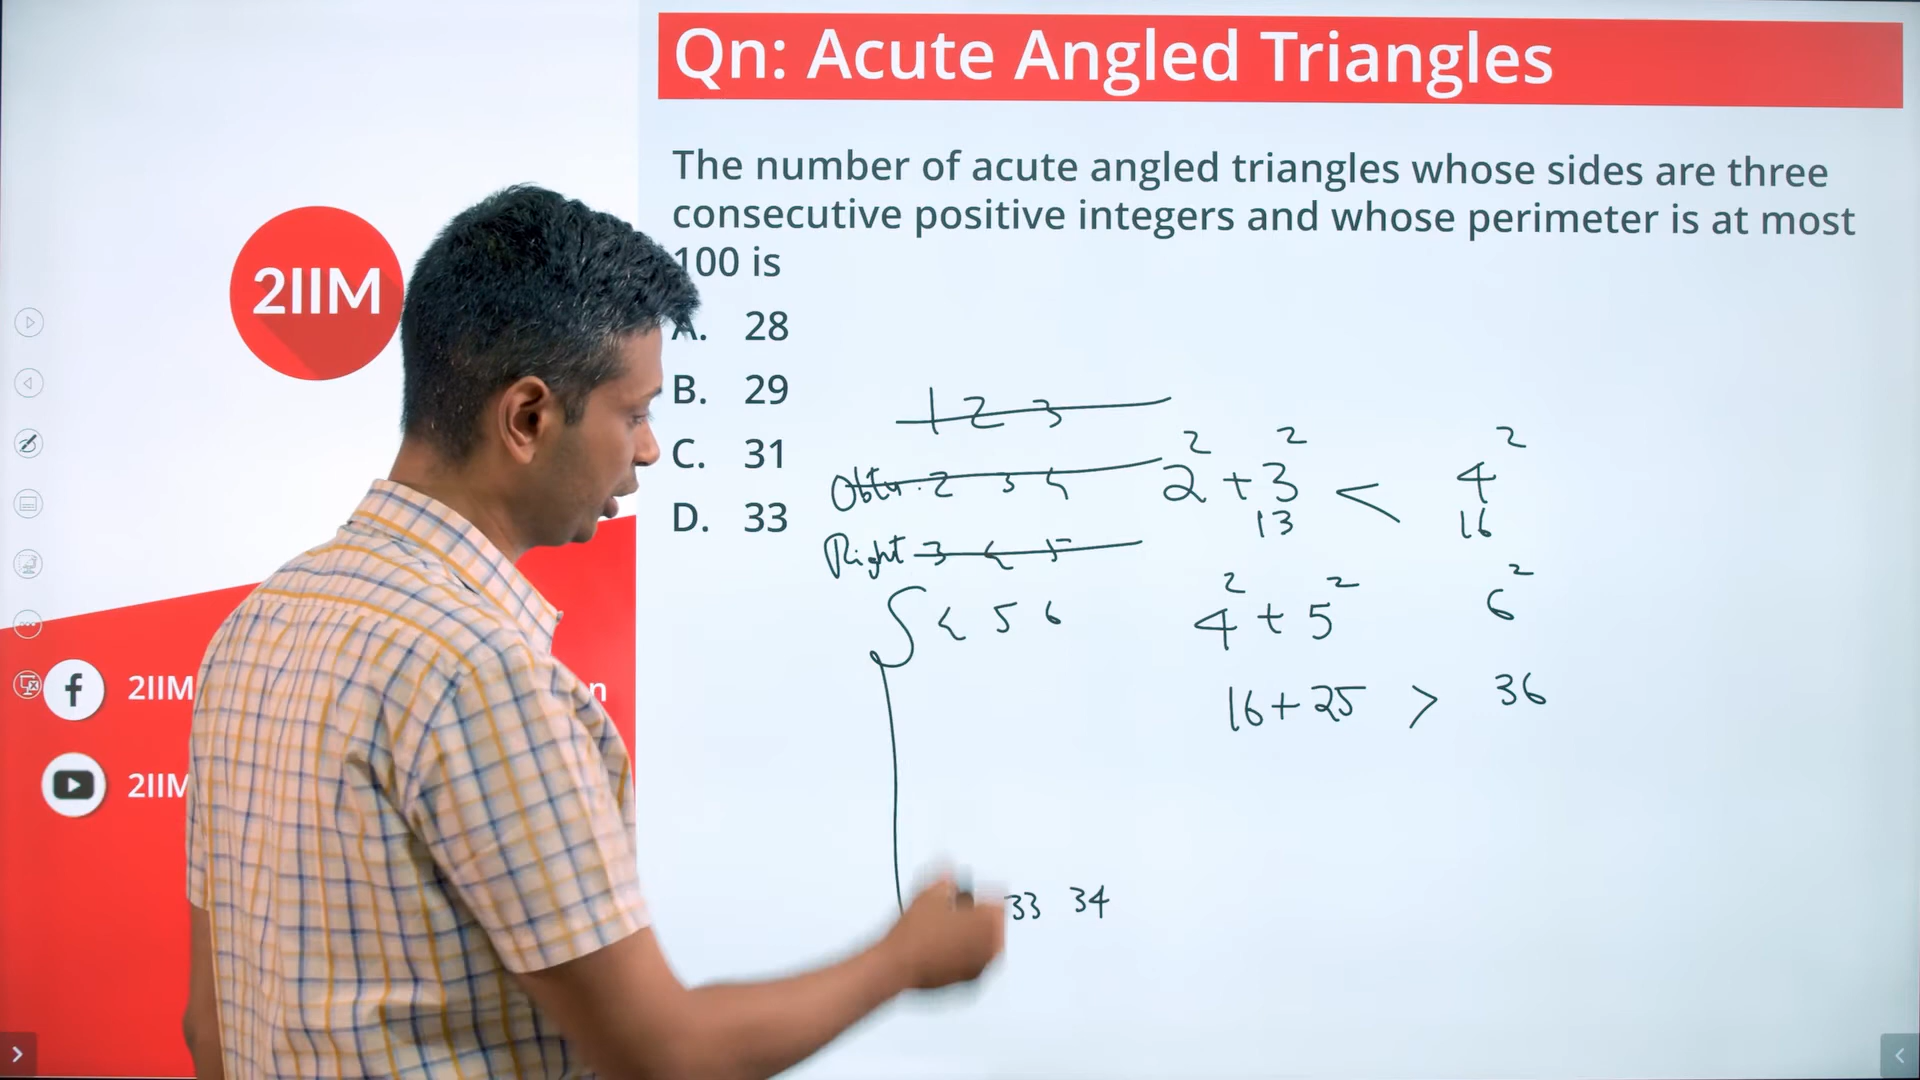 Qn: Acute Angled Triangles
The number of acute angled triangles whose sides are three
consecutive positive integers and whose perimeter is at most
100 is
A. 28
B. 29
C. 31
D. 33
2IIM
2IIM
n
2IIM
1 2 3
2 3 4
2² + 3² < 4²
13 16
Right 3 4 5
4 5 6
4² + 5² 6²
16 + 25 > 36
33 34